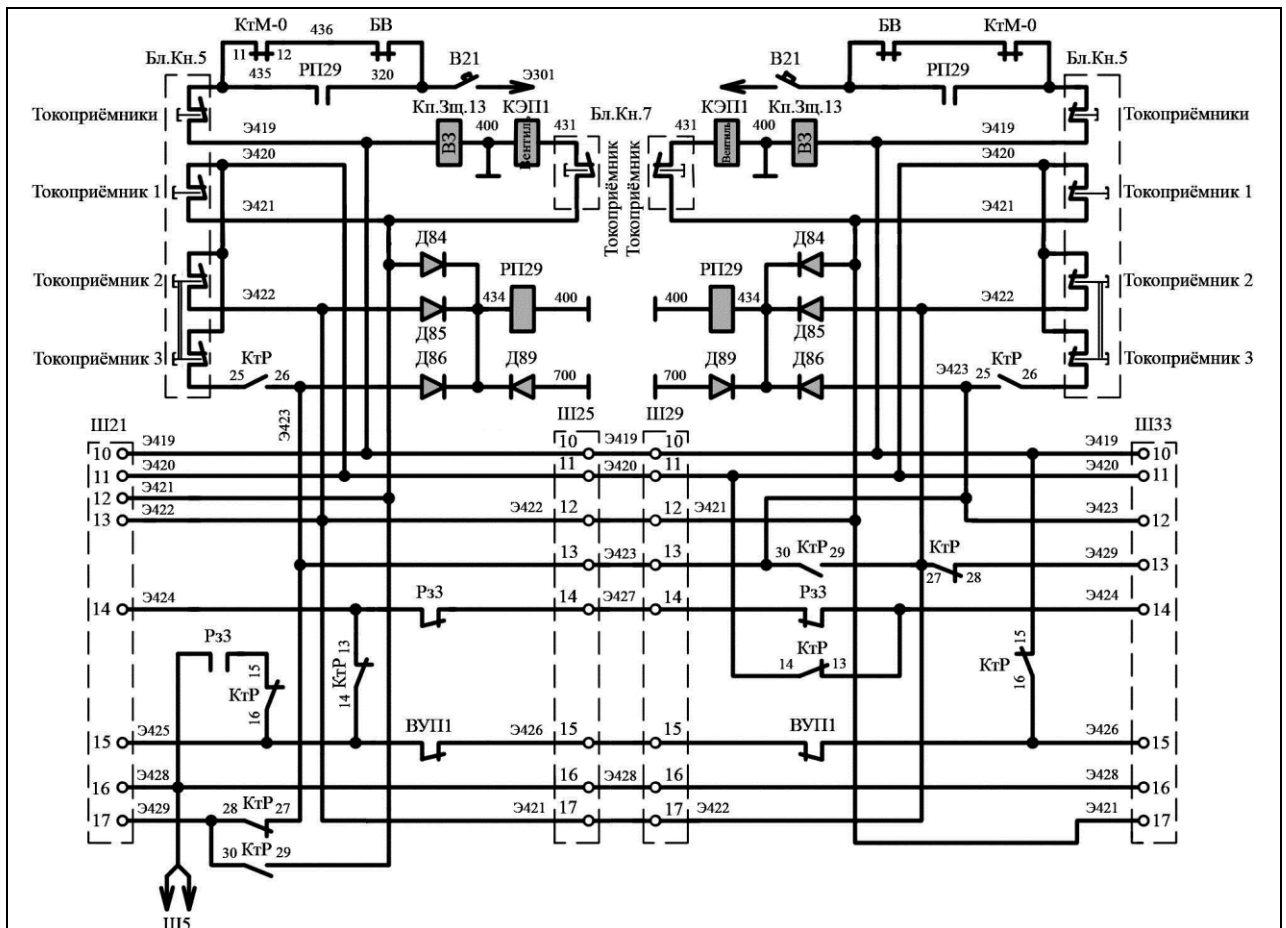 КтМ-0 436 БВ
11 12
Бл.Кн.5
435 РП29 320 В21 Э301
Токоприёмники
Э419
Кп.Зщ.13 400 КЭП1 431 Бл.Кн.7
ВЗ Вентиль
Токоприёмник
Э420
Токоприёмник 1
Э421
Д84
Токоприёмник 2
Э422
Д85 434 РП29 400
Токоприёмник 3
КтР
25 26
Д86 Д89 700
Э423
БВ КтМ-0
В21 РП29 Бл.Кн.5
Токоприёмники
431 КЭП1 400 Кп.Зщ.13 Э419
Вентиль ВЗ
Токоприёмник
Э420
Токоприёмник 1
Э421
Д84
400 РП29 434 Э422
Токоприёмник 2
Д85
700 Д89 Д86 Э423 КтР
25 26
Токоприёмник 3
Ш21 Ш25 Ш29 Ш33
10 Э419 10 Э419 10 Э419 10
11 Э420 11 Э420 11 Э420 11
12 Э421
13 Э422 Э422 12 12 Э421 Э423 12
13 Э423 13 30 КтР 29 КтР 27 28 Э429 13
14 Э424 Рз3 14 Э427 14 Рз3 Э424 14
Рз3
15
КтР
16
КтР 13
14
КтР
14 13
15
КтР
16
15 Э425 ВУП1 Э426 15 15 ВУП1 Э426 15
16 Э428 16 Э428 16 Э428 16
17 Э429 28 КтР 27 Э421 17 17 Э422 Э421 17
30 КтР 29
Ш5